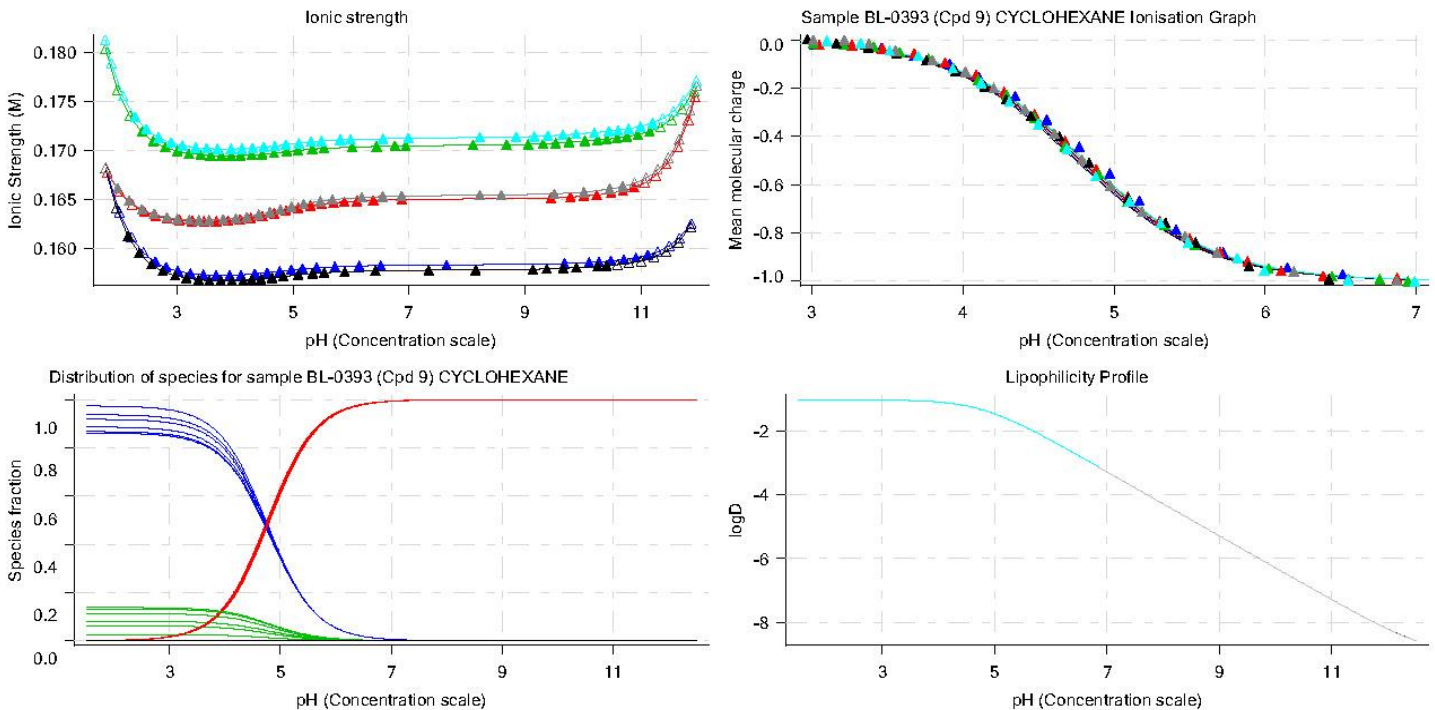 Ionic strength
Ionic Strength (M)
0.180
0.175
0.170
0.165
0.160
3 5 7 9 11
pH (Concentration scale)
Sample BL-0393 (Cpd 9) CYCLOHEXANE Ionisation Graph
Mean molecular charge
0.0
-0.2
-0.4
-0.6
-0.8
-1.0
3 4 5 6 7
pH (Concentration scale)
Distribution of species for sample BL-0393 (Cpd 9) CYCLOHEXANE
Species fraction
1.0
0.8
0.6
0.4
0.2
0.0
3 5 7 9 11
pH (Concentration scale)
Lipophilicity Profile
logD
-2
-4
-6
-8
3 5 7 9 11
pH (Concentration scale)